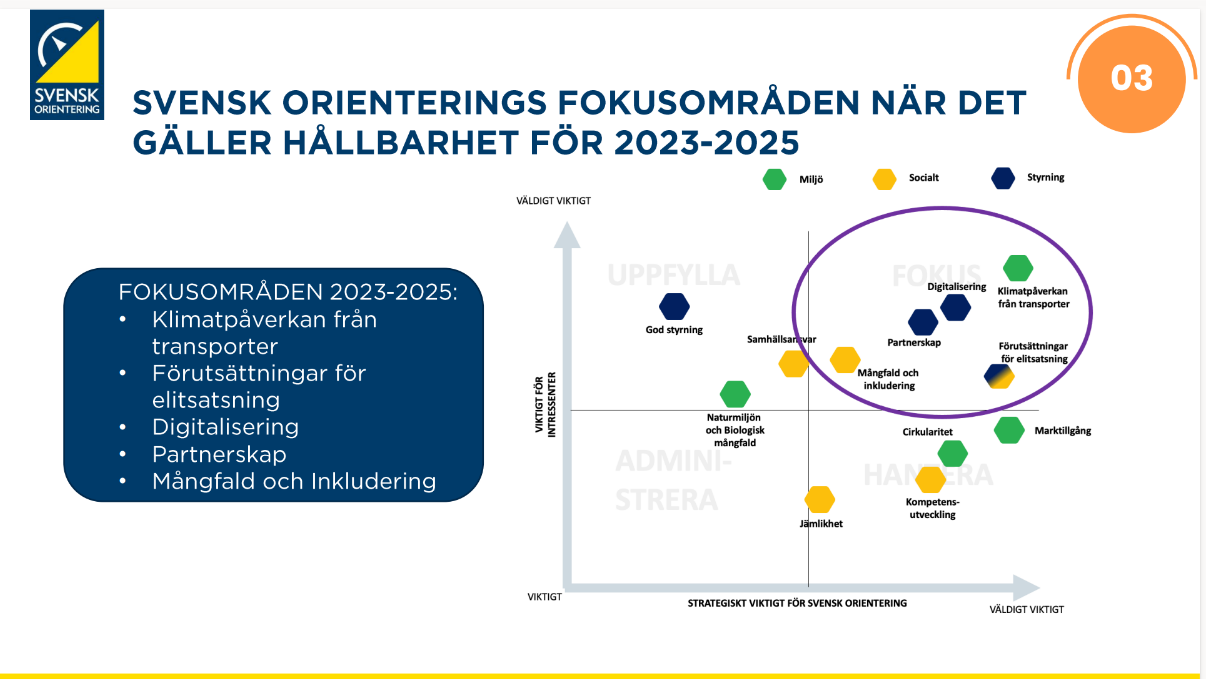 SVENSK
ORIENTERING
03
SVENSK ORIENTERINGS FOKUSOMRÅDEN NÄR DET
GÄLLER HÅLLBARHET FÖR 2023-2025
Miljö
Socialt
Styrning
FOKUSOMRÅDEN 2023-2025:
• Klimatpåverkan från
transporter
• Förutsättningar för
elitsatsning
• Digitalisering
• Partnerskap
• Mångfald och Inkludering
VÄLDIGT VIKTIGT
VIKTIGT FÖR
INTRESSENTER
VIKTIGT
UPPFYLLA
FOKUS
God styrning
Samhällsansvar
Digitalisering
Klimatpåverkan
från transporter
Partnerskap
Förutsättningar
för elitsatsning
Mångfald och
inkludering
Naturmiljön
och Biologisk
mångfald
ADMINI-
STRERA
HANTERA
Cirkularitet
Marktillgång
Kompetens-
utveckling
Jämlikhet
STRATEGISKT VIKTIGT FÖR SVENSK ORIENTERING
VÄLDIGT VIKTIGT